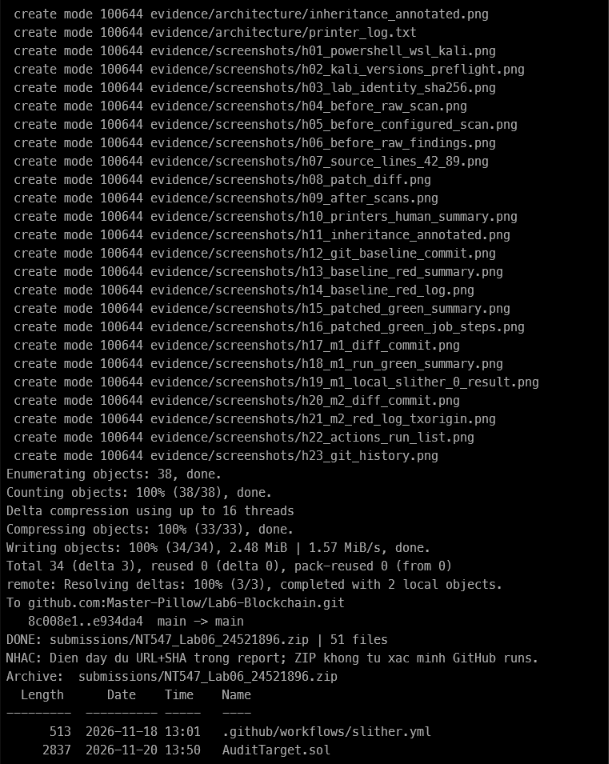 create mode 100644 evidence/architecture/inheritance_annotated.png
create mode 100644 evidence/architecture/printer_log.txt
create mode 100644 evidence/screenshots/h01_powershell_wsl_kali.png
create mode 100644 evidence/screenshots/h02_kali_versions_preflight.png
create mode 100644 evidence/screenshots/h03_lab_identity_sha256.png
create mode 100644 evidence/screenshots/h04_before_raw_scan.png
create mode 100644 evidence/screenshots/h05_before_configured_scan.png
create mode 100644 evidence/screenshots/h06_before_raw_findings.png
create mode 100644 evidence/screenshots/h07_source_lines_42_89.png
create mode 100644 evidence/screenshots/h08_patch_diff.png
create mode 100644 evidence/screenshots/h09_after_scans.png
create mode 100644 evidence/screenshots/h10_printers_human_summary.png
create mode 100644 evidence/screenshots/h11_inheritance_annotated.png
create mode 100644 evidence/screenshots/h12_git_baseline_commit.png
create mode 100644 evidence/screenshots/h13_baseline_red_summary.png
create mode 100644 evidence/screenshots/h14_baseline_red_log.png
create mode 100644 evidence/screenshots/h15_patched_green_summary.png
create mode 100644 evidence/screenshots/h16_patched_green_job_steps.png
create mode 100644 evidence/screenshots/h17_m1_diff_commit.png
create mode 100644 evidence/screenshots/h18_m1_run_green_summary.png
create mode 100644 evidence/screenshots/h19_m1_local_slither_0_result.png
create mode 100644 evidence/screenshots/h20_m2_diff_commit.png
create mode 100644 evidence/screenshots/h21_m2_red_log_txorigin.png
create mode 100644 evidence/screenshots/h22_actions_run_list.png
create mode 100644 evidence/screenshots/h23_git_history.png
Enumerating objects: 38, done.
Counting objects: 100% (38/38), done.
Delta compression using up to 16 threads
Compressing objects: 100% (33/33), done.
Writing objects: 100% (34/34), 2.48 MiB | 1.57 MiB/s, done.
Total 34 (delta 3), reused 0 (delta 0), pack-reused 0 (from 0)
remote: Resolving deltas: 100% (3/3), completed with 2 local objects.
To github.com:Master-Pillow/Lab6-Blockchain.git
8c008e1..e934da4  main -> main
DONE: submissions/NT547_Lab06_24521896.zip | 51 files
NHAC: Dien day du URL+SHA trong report; ZIP khong tu xac minh GitHub runs.
Archive:  submissions/NT547_Lab06_24521896.zip
Length      Date    Time    Name
---------  ---------- -----   ----
513  2026-11-18 13:01   .github/workflows/slither.yml
2837  2026-11-20 13:50   AuditTarget.sol